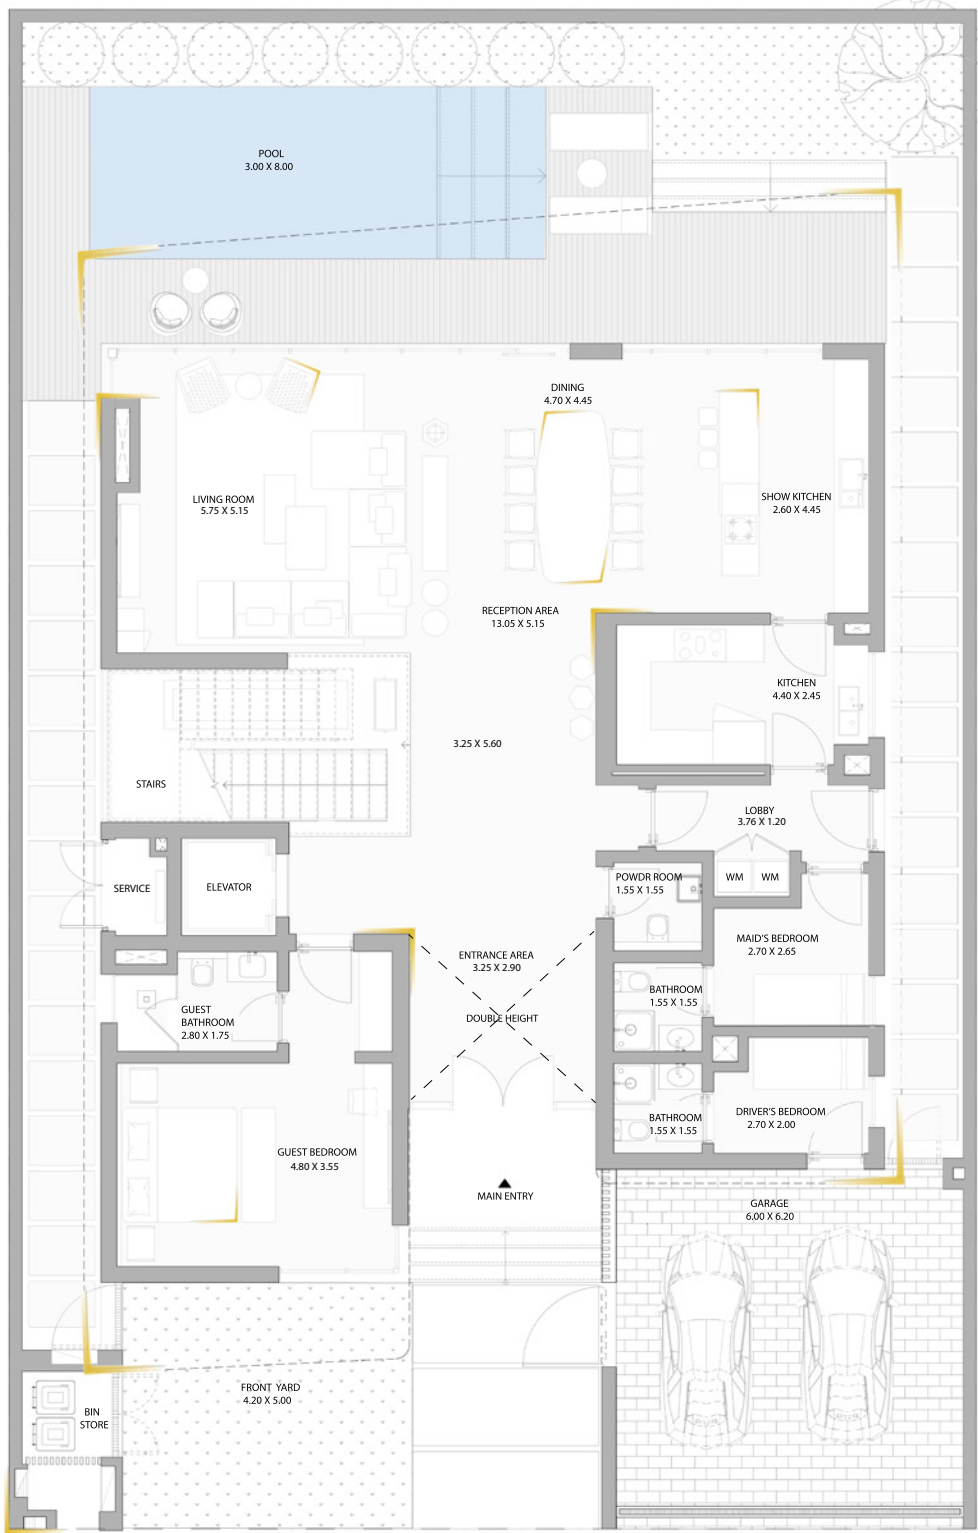 POOL
3.00 X 8.00
DINING
4.70 X 4.45
LIVING ROOM
5.75 X 5.15
SHOW KITCHEN
2.60 X 4.45
RECEPTION AREA
13.05 X 5.15
KITCHEN
4.40 X 2.45
3.25 X 5.60
STAIRS
LOBBY
3.76 X 1.20
SERVICE
ELEVATOR
POWDR ROOM
1.55 X 1.55
WM
WM
MAID'S BEDROOM
2.70 X 2.65
ENTRANCE AREA
3.25 X 2.90
BATHROOM
1.55 X 1.55
GUEST
BATHROOM
2.80 X 1.75
DOUBLE HEIGHT
BATHROOM
1.55 X 1.55
DRIVER'S BEDROOM
2.70 X 2.00
GUEST BEDROOM
4.80 X 3.55
MAIN ENTRY
GARAGE
6.00 X 6.20
FRONT YARD
4.20 X 5.00
BIN
STORE